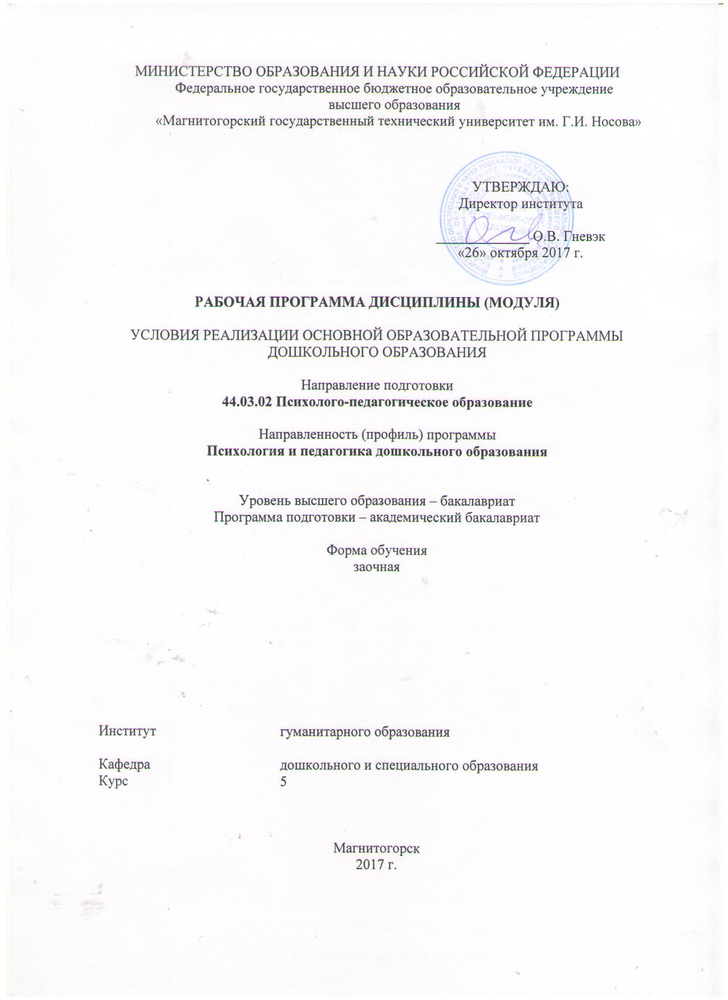 МИНИСТЕРСТВО ОБРАЗОВАНИЯ И НАУКИ РОССИЙСКОЙ ФЕДЕРАЦИИ
Федеральное государственное бюджетное образовательное учреждение
высшего образования
«Магнитогорский государственный технический университет им. Г.И. Носова»
УТВЕРЖДАЮ:
Директор института
О.В. Гневэк
«26» октября 2017 г.
РАБОЧАЯ ПРОГРАММА ДИСЦИПЛИНЫ (МОДУЛЯ)
УСЛОВИЯ РЕАЛИЗАЦИИ ОСНОВНОЙ ОБРАЗОВАТЕЛЬНОЙ ПРОГРАММЫ
ДОШКОЛЬНОГО ОБРАЗОВАНИЯ
Направление подготовки
44.03.02 Психолого-педагогическое образование
Направленность (профиль) программы
Психология и педагогика дошкольного образования
Уровень высшего образования – бакалавриат
Программа подготовки – академический бакалавриат
Форма обучения
заочная
Институт гуманитарного образования
Кафедра дошкольного и специального образования
Курс 5
Магнитогорск
2017 г.